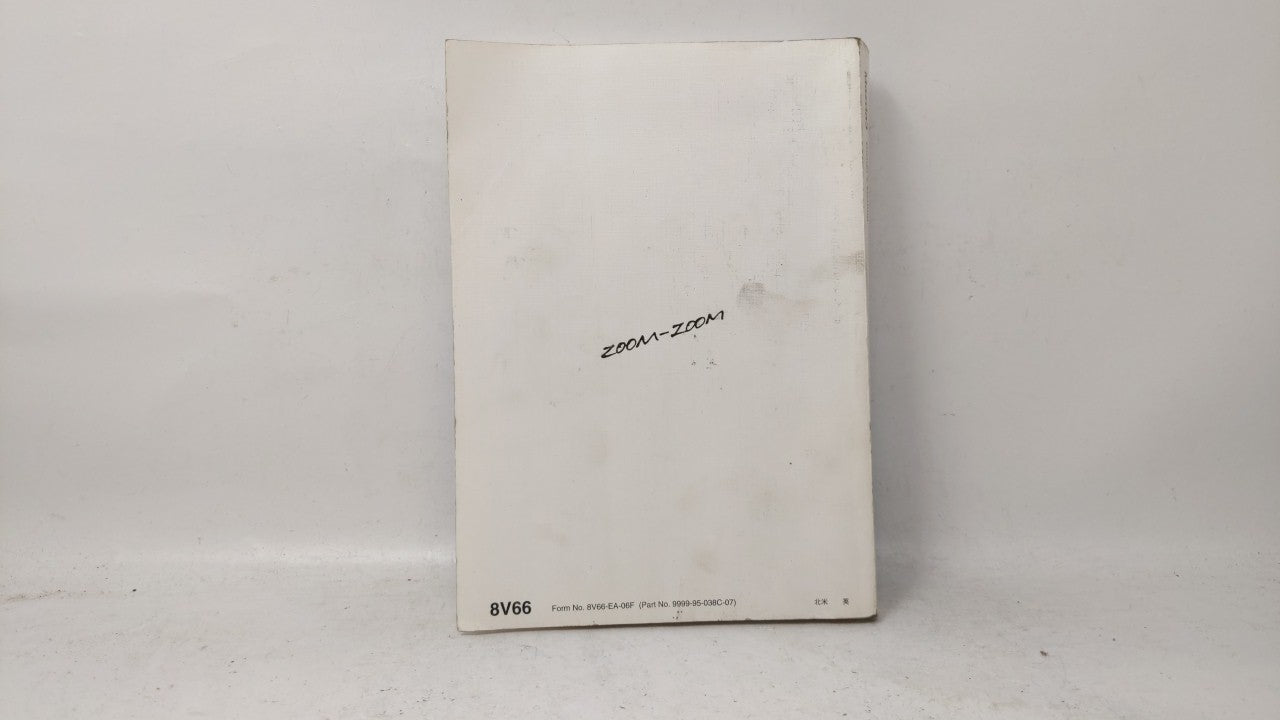 ZOOM-ZOOM
8V66 Form No. 8V66-EA-06F (Part No. 9999-95-038C-07) 北米 英